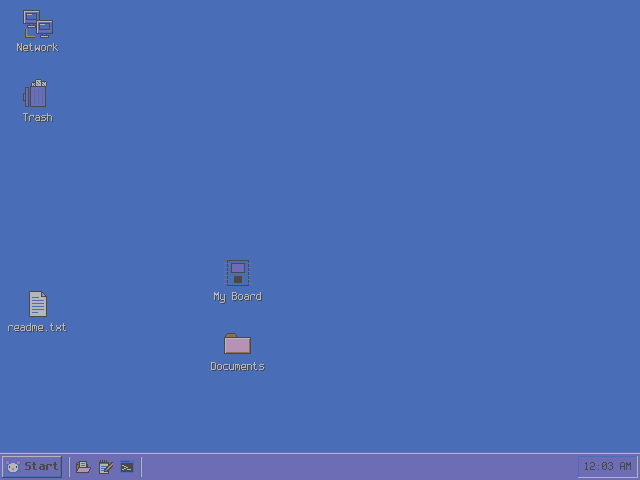 Network
Trash
My Board
readme.txt
Documents
Start
12:03 AM